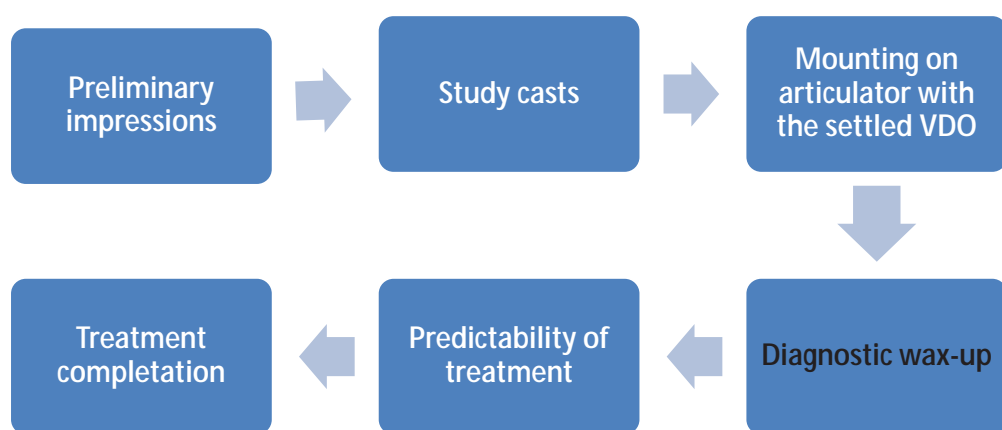 Preliminary
impressions
Study casts
Mounting on
articulator with
the settled VDO
Diagnostic wax-up
Predictability of
treatment
Treatment
completation